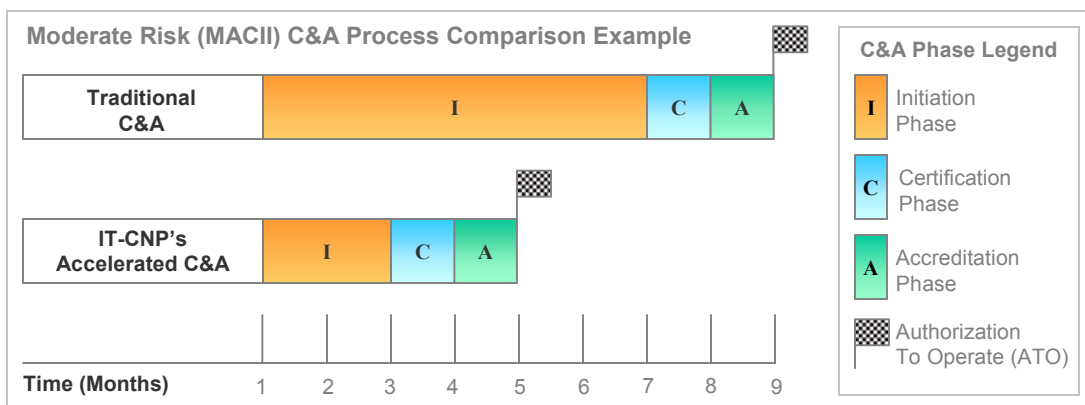 Moderate Risk (MACII) C&A Process Comparison Example
Traditional
C&A
I
C
A
IT-CNP's
Accelerated C&A
I
C
A
Time (Months)
1
2
3
4
5
6
7
8
9
C&A Phase Legend
I
Initiation
Phase
C
Certification
Phase
A
Accreditation
Phase
Authorization
To Operate (ATO)